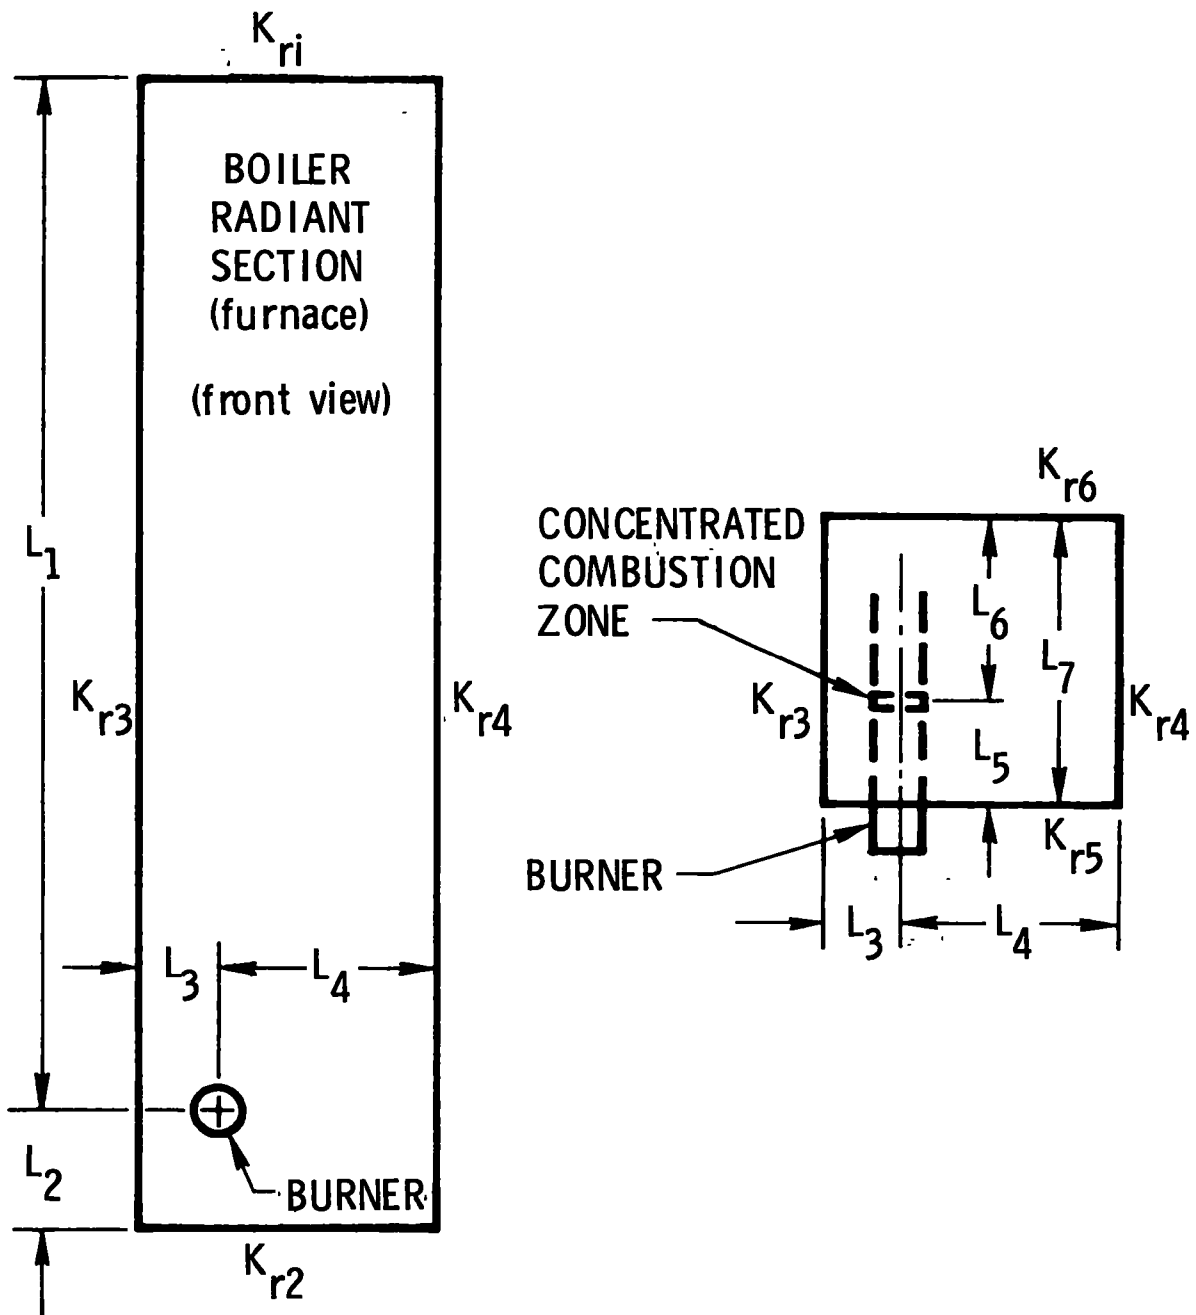 K_ri
BOILER
RADIANT
SECTION
(furnace)
(front view)
L_1
K_r3
K_r4
L_3
L_4
L_2
BURNER
K_r2
K_r6
CONCENTRATED
COMBUSTION
ZONE
L_6
L_7
K_r3
K_r4
L_5
K_r5
BURNER
L_3
L_4